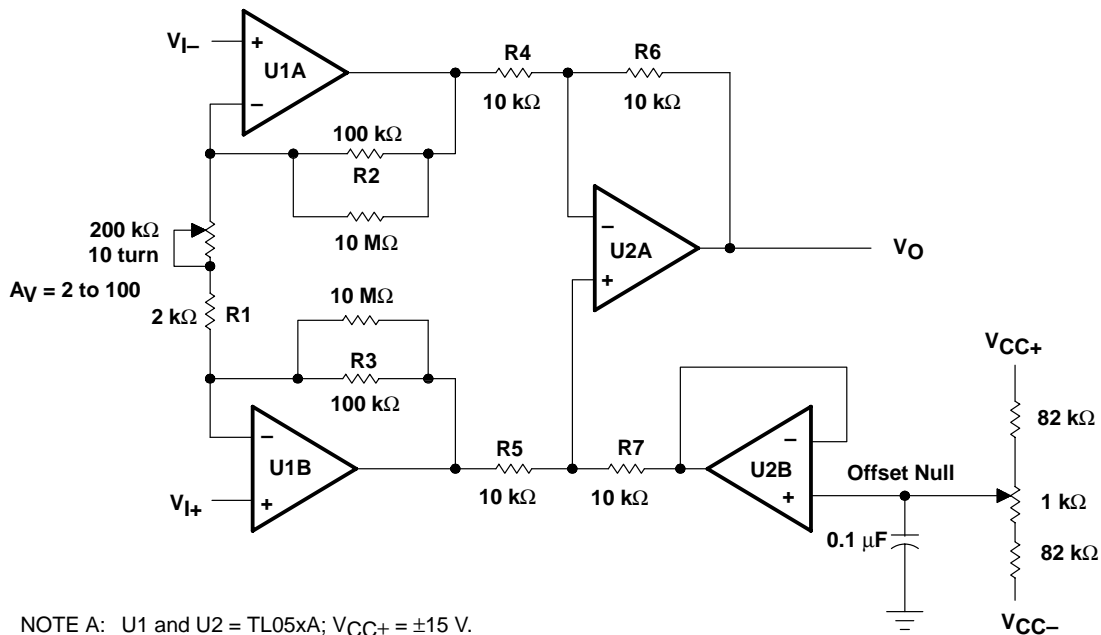 VI–
+
U1A
–
R4
10 kΩ
R6
10 kΩ
100 kΩ
R2
10 MΩ
200 kΩ
10 turn
AV = 2 to 100
2 kΩ
R1
–
U2A
+
VO
10 MΩ
R3
100 kΩ
–
U1B
+
VI+
R5
10 kΩ
R7
10 kΩ
–
U2B
+
Offset Null
0.1 μF
VCC+
82 kΩ
1 kΩ
82 kΩ
VCC–
NOTE A: U1 and U2 = TL05xA; VCC+ = ±15 V.